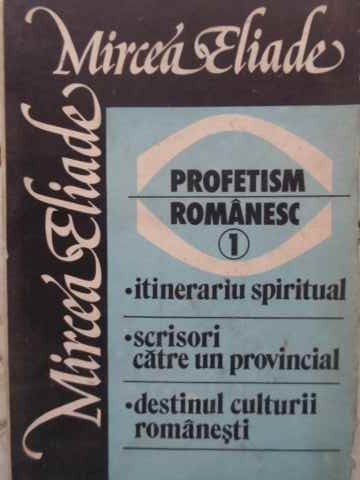 Mircea Eliade
Mircea Eliade
PROFETISM
ROMÂNESC
1
•itinerariu spiritual
•scrisori
către un provincial
•destinul culturii
românești